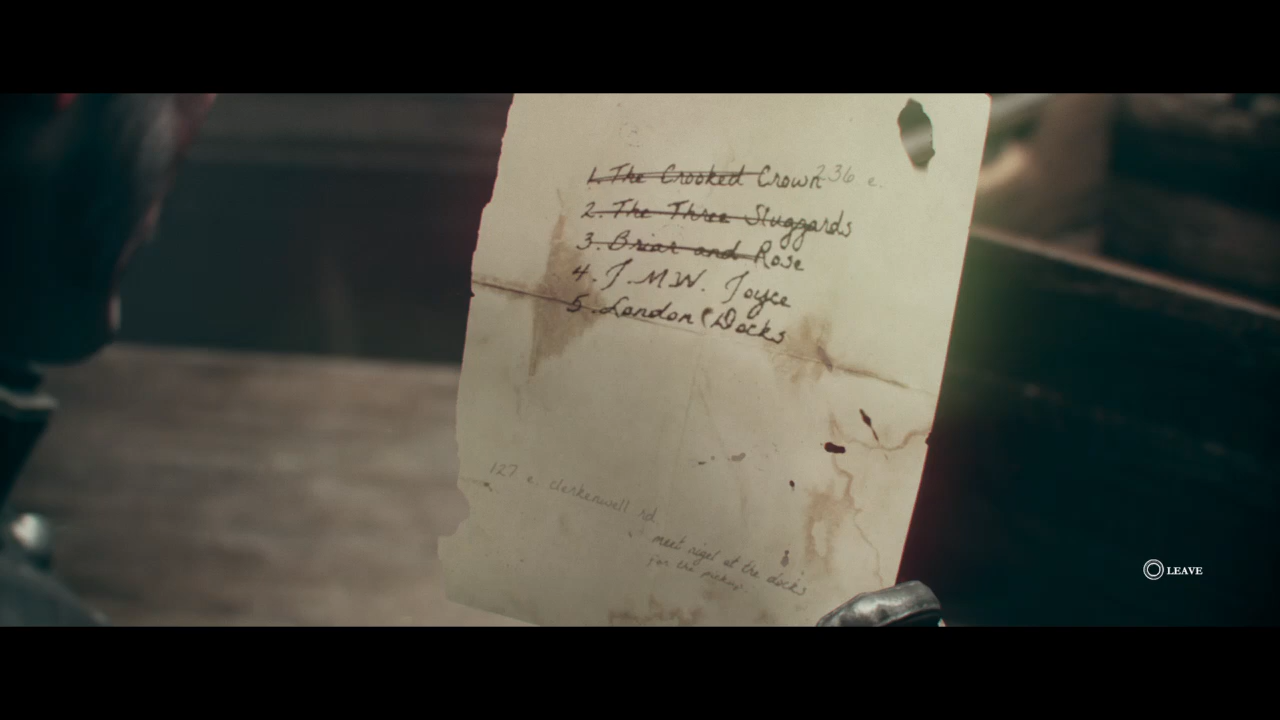 1. The Crooked Crown 236 e.
2. The Three Sluggards
3. Briar and Rose
4. J.M.W. Joyce
5. London Docks
127 e. clerkenwell rd
meet nigel at the docks
for the pickup.
LEAVE